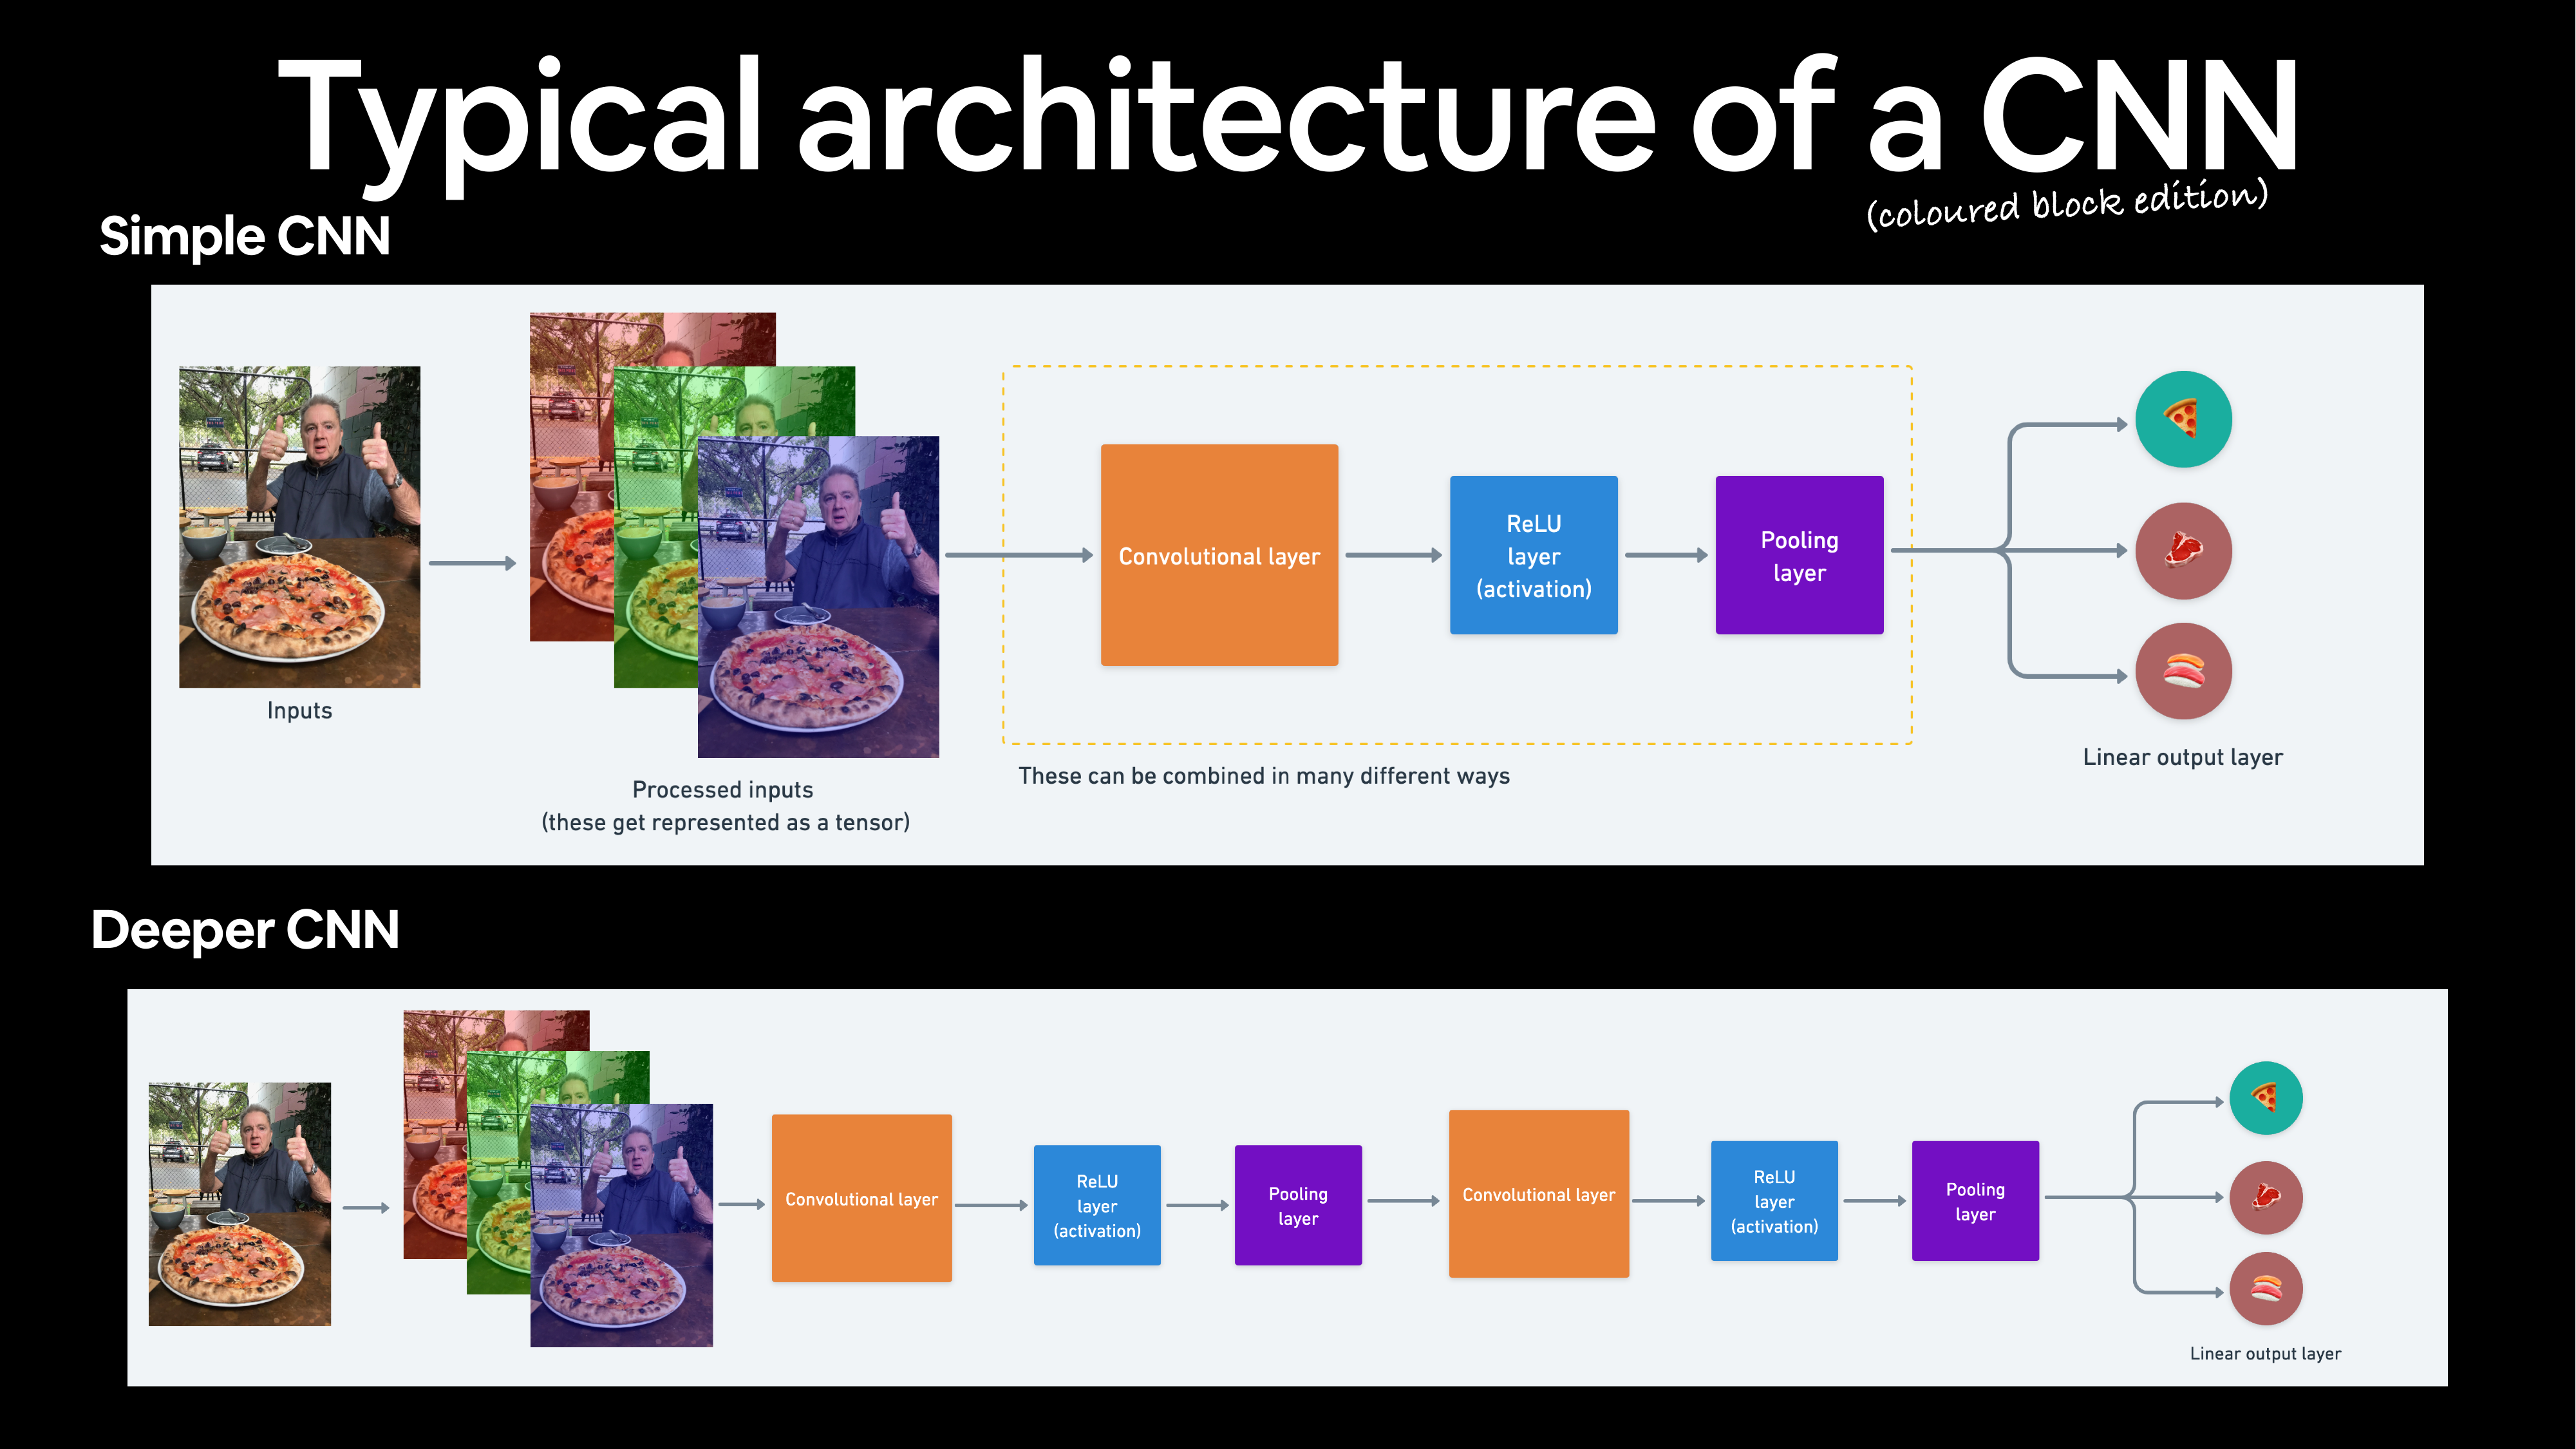 Typical architecture of a CNN
(coloured block edition)
Simple CNN
Inputs
Processed inputs
(these get represented as a tensor)
Convolutional layer
ReLU
layer
(activation)
Pooling
layer
These can be combined in many different ways
Linear output layer
Deeper CNN
Convolutional layer
ReLU
layer
(activation)
Pooling
layer
Convolutional layer
ReLU
layer
(activation)
Pooling
layer
Linear output layer